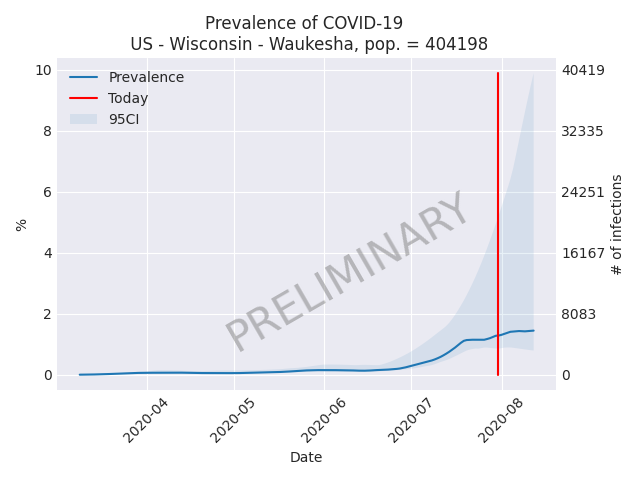 Prevalence of COVID-19
US - Wisconsin - Waukesha, pop. = 404198
Prevalence
Today
95CI
10
8
6
4
2
0
%
40419
32335
24251
16167
8083
0
# of infections
PRELIMINARY
2020-04
2020-05
2020-06
2020-07
2020-08
Date